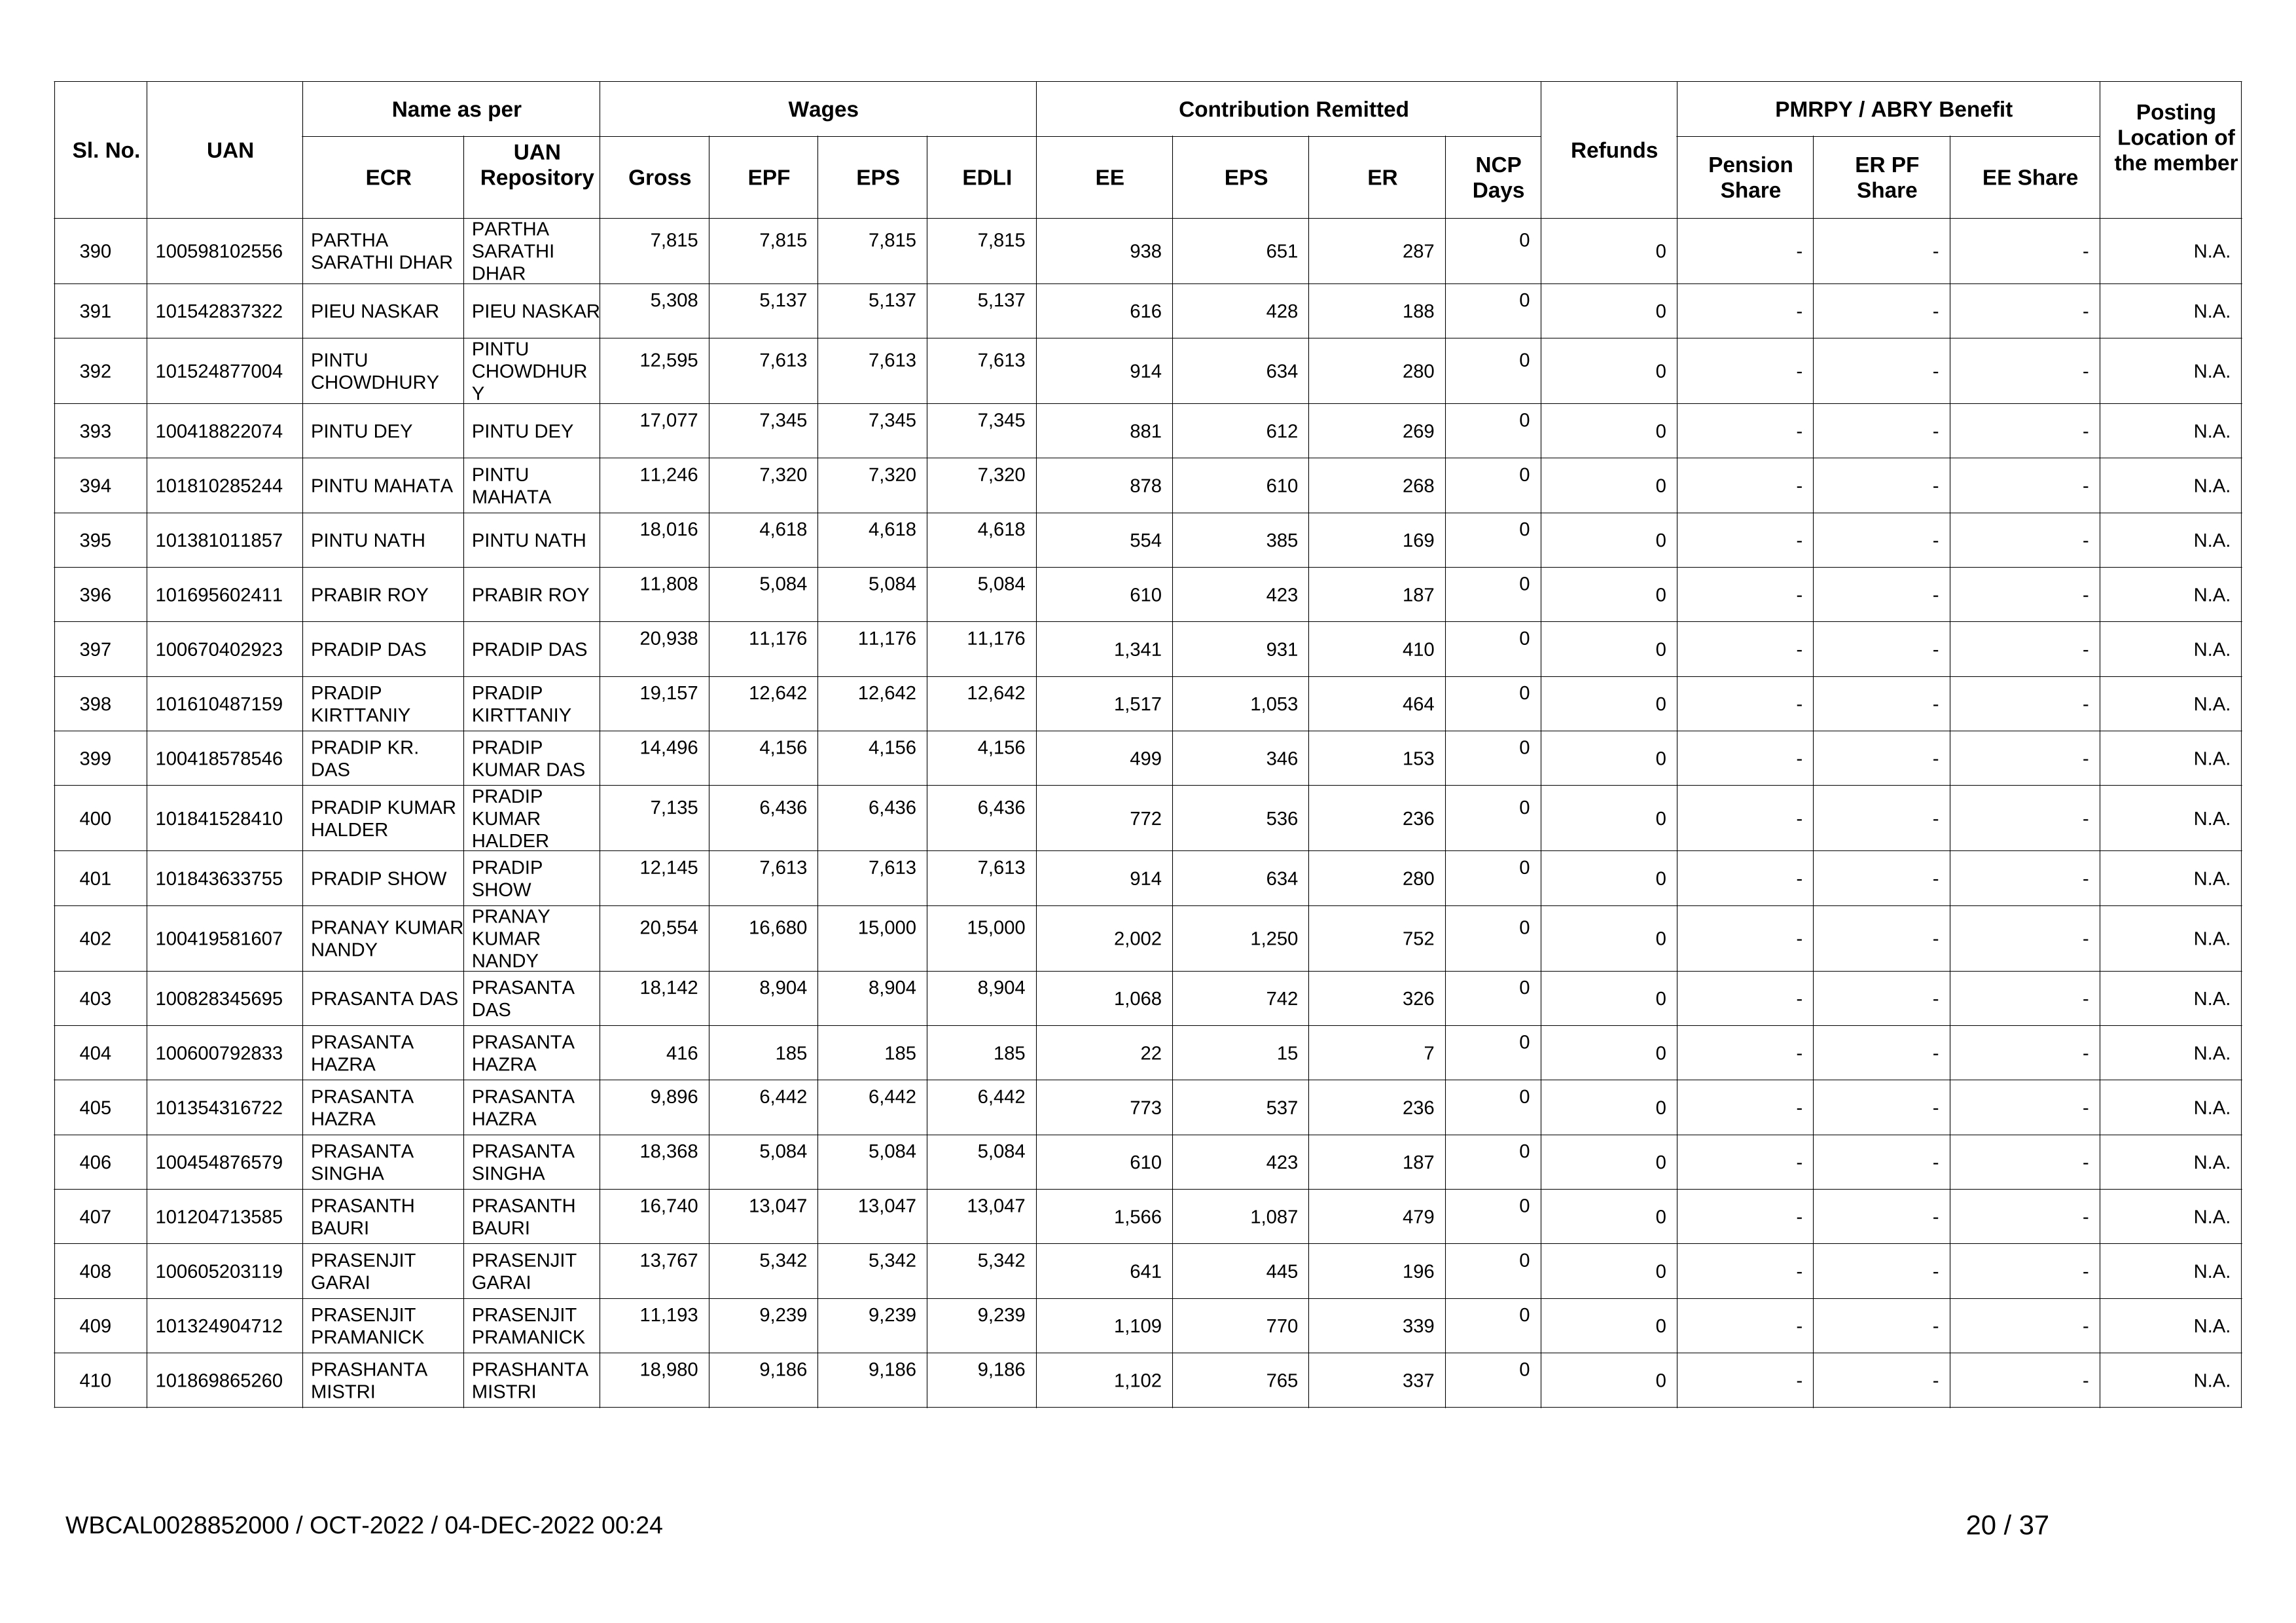 Sl. No. UAN Name as per Wages Contribution Remitted Refunds PMRPY / ABRY Benefit Posting Location of the member
ECR UAN Repository Gross EPF EPS EDLI EE EPS ER NCP Days Pension Share ER PF Share EE Share
390 100598102556 PARTHA SARATHI DHAR PARTHA SARATHI DHAR 7,815 7,815 7,815 7,815 938 651 287 0 0 - - - N.A.
391 101542837322 PIEU NASKAR PIEU NASKAR 5,308 5,137 5,137 5,137 616 428 188 0 0 - - - N.A.
392 101524877004 PINTU CHOWDHURY PINTU CHOWDHUR Y 12,595 7,613 7,613 7,613 914 634 280 0 0 - - - N.A.
393 100418822074 PINTU DEY PINTU DEY 17,077 7,345 7,345 7,345 881 612 269 0 0 - - - N.A.
394 101810285244 PINTU MAHATA PINTU MAHATA 11,246 7,320 7,320 7,320 878 610 268 0 0 - - - N.A.
395 101381011857 PINTU NATH PINTU NATH 18,016 4,618 4,618 4,618 554 385 169 0 0 - - - N.A.
396 101695602411 PRABIR ROY PRABIR ROY 11,808 5,084 5,084 5,084 610 423 187 0 0 - - - N.A.
397 100670402923 PRADIP DAS PRADIP DAS 20,938 11,176 11,176 11,176 1,341 931 410 0 0 - - - N.A.
398 101610487159 PRADIP KIRTTANIY PRADIP KIRTTANIY 19,157 12,642 12,642 12,642 1,517 1,053 464 0 0 - - - N.A.
399 100418578546 PRADIP KR. DAS PRADIP KUMAR DAS 14,496 4,156 4,156 4,156 499 346 153 0 0 - - - N.A.
400 101841528410 PRADIP KUMAR HALDER PRADIP KUMAR HALDER 7,135 6,436 6,436 6,436 772 536 236 0 0 - - - N.A.
401 101843633755 PRADIP SHOW PRADIP SHOW 12,145 7,613 7,613 7,613 914 634 280 0 0 - - - N.A.
402 100419581607 PRANAY KUMAR NANDY PRANAY KUMAR NANDY 20,554 16,680 15,000 15,000 2,002 1,250 752 0 0 - - - N.A.
403 100828345695 PRASANTA DAS PRASANTA DAS 18,142 8,904 8,904 8,904 1,068 742 326 0 0 - - - N.A.
404 100600792833 PRASANTA HAZRA PRASANTA HAZRA 416 185 185 185 22 15 7 0 0 - - - N.A.
405 101354316722 PRASANTA HAZRA PRASANTA HAZRA 9,896 6,442 6,442 6,442 773 537 236 0 0 - - - N.A.
406 100454876579 PRASANTA SINGHA PRASANTA SINGHA 18,368 5,084 5,084 5,084 610 423 187 0 0 - - - N.A.
407 101204713585 PRASANTH BAURI PRASANTH BAURI 16,740 13,047 13,047 13,047 1,566 1,087 479 0 0 - - - N.A.
408 100605203119 PRASENJIT GARAI PRASENJIT GARAI 13,767 5,342 5,342 5,342 641 445 196 0 0 - - - N.A.
409 101324904712 PRASENJIT PRAMANICK PRASENJIT PRAMANICK 11,193 9,239 9,239 9,239 1,109 770 339 0 0 - - - N.A.
410 101869865260 PRASHANTA MISTRI PRASHANTA MISTRI 18,980 9,186 9,186 9,186 1,102 765 337 0 0 - - - N.A.
WBCAL0028852000 / OCT-2022 / 04-DEC-2022 00:24 20 / 37